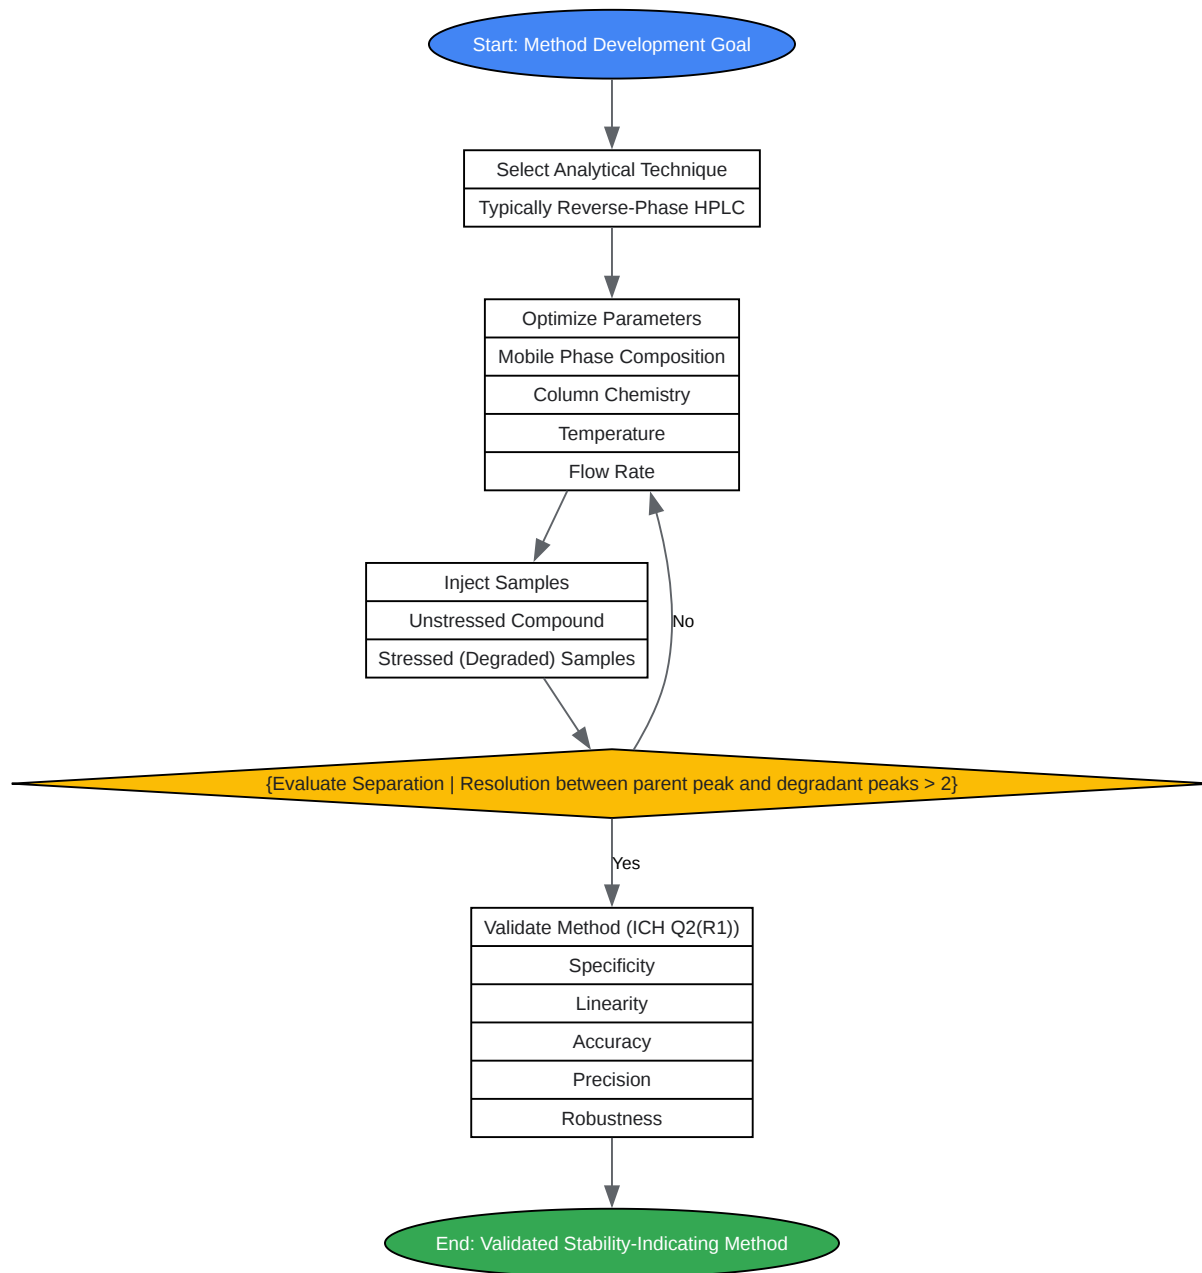 Start: Method Development Goal
Select Analytical Technique
Typically Reverse-Phase HPLC
Optimize Parameters
Mobile Phase Composition
Column Chemistry
Temperature
Flow Rate
Inject Samples
Unstressed Compound
Stressed (Degraded) Samples
No
{Evaluate Separation | Resolution between parent peak and degradant peaks > 2}
Yes
Validate Method (ICH Q2(R1))
Specificity
Linearity
Accuracy
Precision
Robustness
End: Validated Stability-Indicating Method